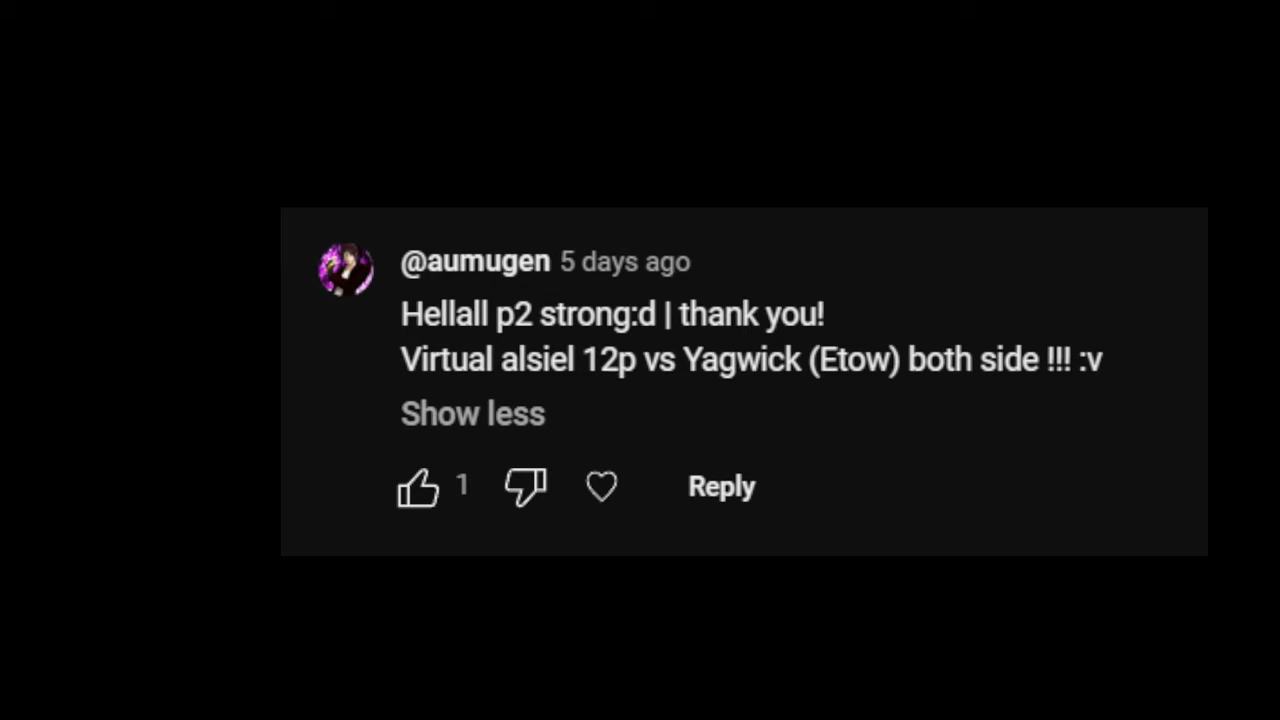 @aumugen 5 days ago
Hellall p2 strong:d | thank you!
Virtual alsiel 12p vs Yagwick (Etow) both side !!! :v
Show less
1 Reply